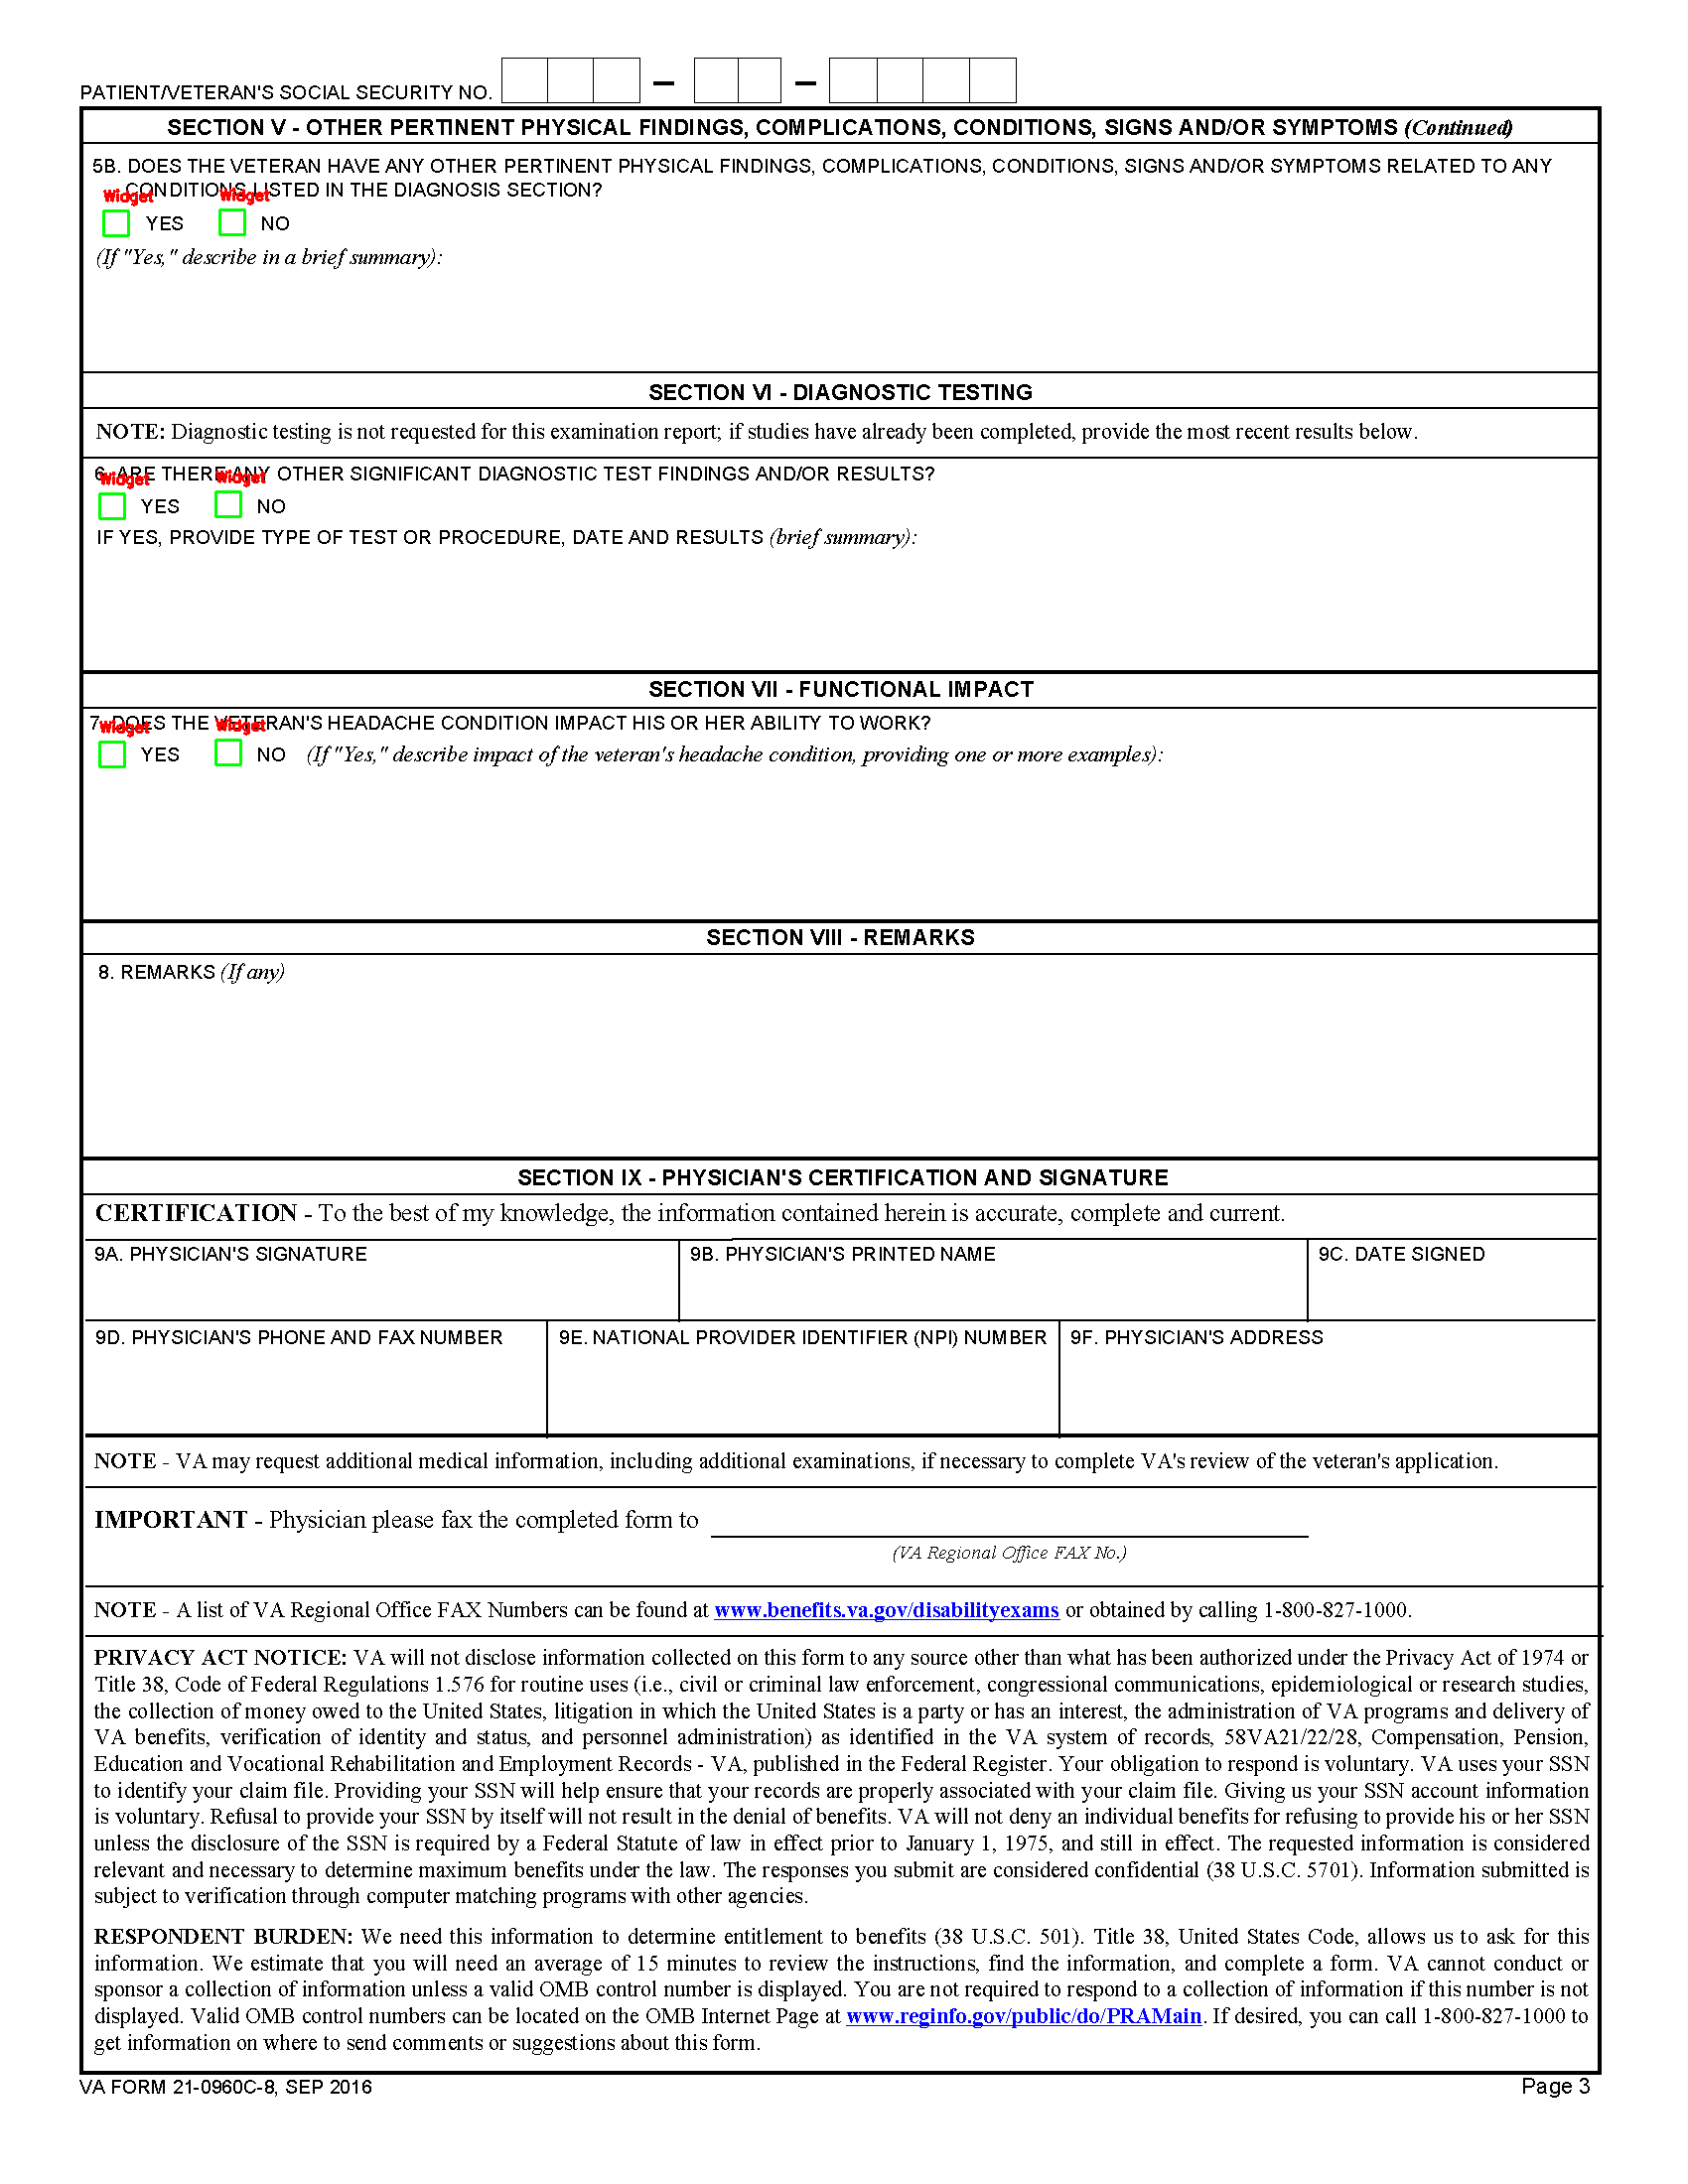 PATIENT/VETERAN'S SOCIAL SECURITY NO.
SECTION V - OTHER PERTINENT PHYSICAL FINDINGS, COMPLICATIONS, CONDITIONS, SIGNS AND/OR SYMPTOMS (Continued)
5B. DOES THE VETERAN HAVE ANY OTHER PERTINENT PHYSICAL FINDINGS, COMPLICATIONS, CONDITIONS, SIGNS AND/OR SYMPTOMS RELATED TO ANY
CONDITIONS LISTED IN THE DIAGNOSIS SECTION?
Widget Widget
YES NO
(If "Yes," describe in a brief summary):
SECTION VI - DIAGNOSTIC TESTING
NOTE: Diagnostic testing is not requested for this examination report; if studies have already been completed, provide the most recent results below.
6. ARE THERE ANY OTHER SIGNIFICANT DIAGNOSTIC TEST FINDINGS AND/OR RESULTS?
Widget Widget
YES NO
IF YES, PROVIDE TYPE OF TEST OR PROCEDURE, DATE AND RESULTS (brief summary):
SECTION VII - FUNCTIONAL IMPACT
7. DOES THE VETERAN'S HEADACHE CONDITION IMPACT HIS OR HER ABILITY TO WORK?
Widget Widget
YES NO (If "Yes," describe impact of the veteran's headache condition, providing one or more examples):
SECTION VIII - REMARKS
8. REMARKS (If any)
SECTION IX - PHYSICIAN'S CERTIFICATION AND SIGNATURE
CERTIFICATION - To the best of my knowledge, the information contained herein is accurate, complete and current.
9A. PHYSICIAN'S SIGNATURE 9B. PHYSICIAN'S PRINTED NAME 9C. DATE SIGNED
9D. PHYSICIAN'S PHONE AND FAX NUMBER 9E. NATIONAL PROVIDER IDENTIFIER (NPI) NUMBER 9F. PHYSICIAN'S ADDRESS
NOTE - VA may request additional medical information, including additional examinations, if necessary to complete VA's review of the veteran's application.
IMPORTANT - Physician please fax the completed form to
(VA Regional Office FAX No.)
NOTE - A list of VA Regional Office FAX Numbers can be found at www.benefits.va.gov/disabilityexams or obtained by calling 1-800-827-1000.
PRIVACY ACT NOTICE: VA will not disclose information collected on this form to any source other than what has been authorized under the Privacy Act of 1974 or
Title 38, Code of Federal Regulations 1.576 for routine uses (i.e., civil or criminal law enforcement, congressional communications, epidemiological or research studies,
the collection of money owed to the United States, litigation in which the United States is a party or has an interest, the administration of VA programs and delivery of
VA benefits, verification of identity and status, and personnel administration) as identified in the VA system of records, 58VA21/22/28, Compensation, Pension,
Education and Vocational Rehabilitation and Employment Records - VA, published in the Federal Register. Your obligation to respond is voluntary. VA uses your SSN
to identify your claim file. Providing your SSN will help ensure that your records are properly associated with your claim file. Giving us your SSN account information
is voluntary. Refusal to provide your SSN by itself will not result in the denial of benefits. VA will not deny an individual benefits for refusing to provide his or her SSN
unless the disclosure of the SSN is required by a Federal Statute of law in effect prior to January 1, 1975, and still in effect. The requested information is considered
relevant and necessary to determine maximum benefits under the law. The responses you submit are considered confidential (38 U.S.C. 5701). Information submitted is
subject to verification through computer matching programs with other agencies.
RESPONDENT BURDEN: We need this information to determine entitlement to benefits (38 U.S.C. 501). Title 38, United States Code, allows us to ask for this
information. We estimate that you will need an average of 15 minutes to review the instructions, find the information, and complete a form. VA cannot conduct or
sponsor a collection of information unless a valid OMB control number is displayed. You are not required to respond to a collection of information if this number is not
displayed. Valid OMB control numbers can be located on the OMB Internet Page at www.reginfo.gov/public/do/PRAMain. If desired, you can call 1-800-827-1000 to
get information on where to send comments or suggestions about this form.
VA FORM 21-0960C-8, SEP 2016 Page 3